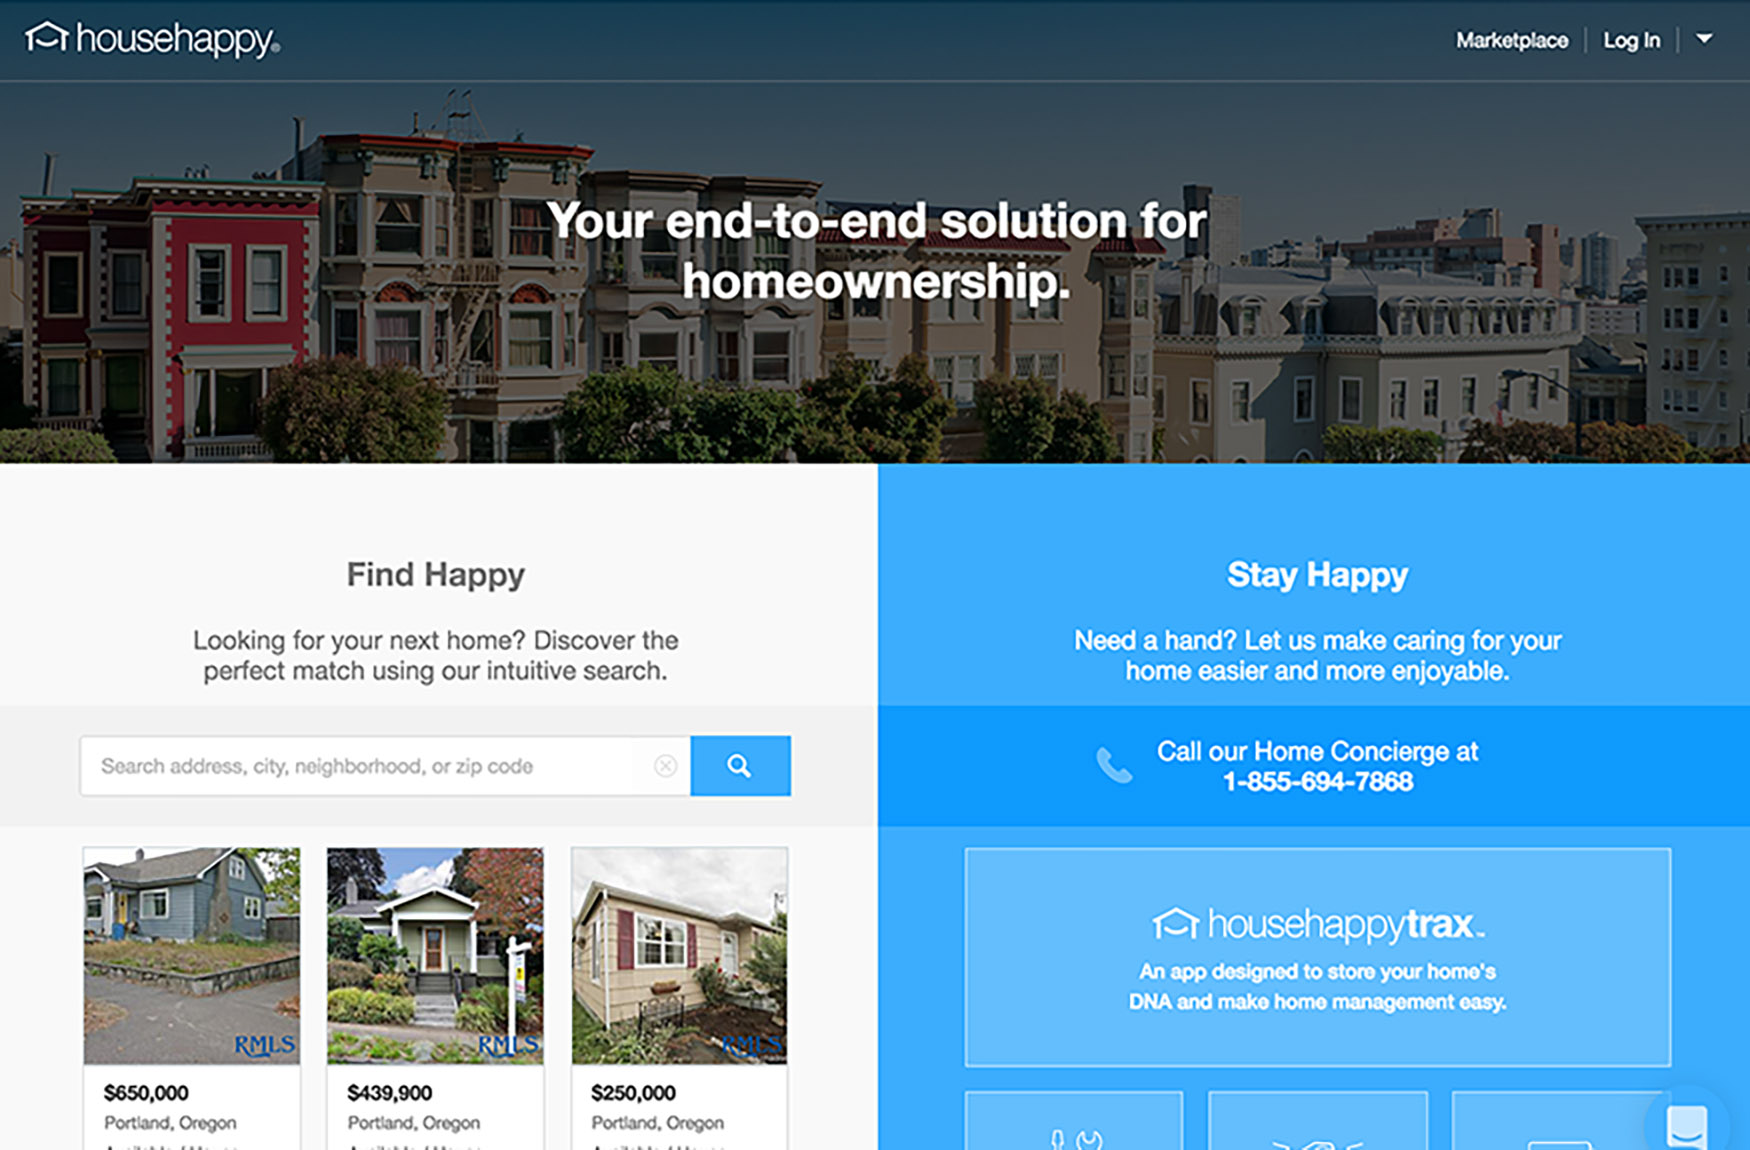 househappy®
Marketplace
Log In
Your end-to-end solution for
homeownership.
Find Happy
Looking for your next home? Discover the
perfect match using our intuitive search.
Search address, city, neighborhood, or zip code
RMLS
RMLS
RMLS
$650,000
Portland, Oregon
$439,900
Portland, Oregon
$250,000
Portland, Oregon
Stay Happy
Need a hand? Let us make caring for your
home easier and more enjoyable.
Call our Home Concierge at
1-855-694-7868
househappytrax™
An app designed to store your home's
DNA and make home management easy.